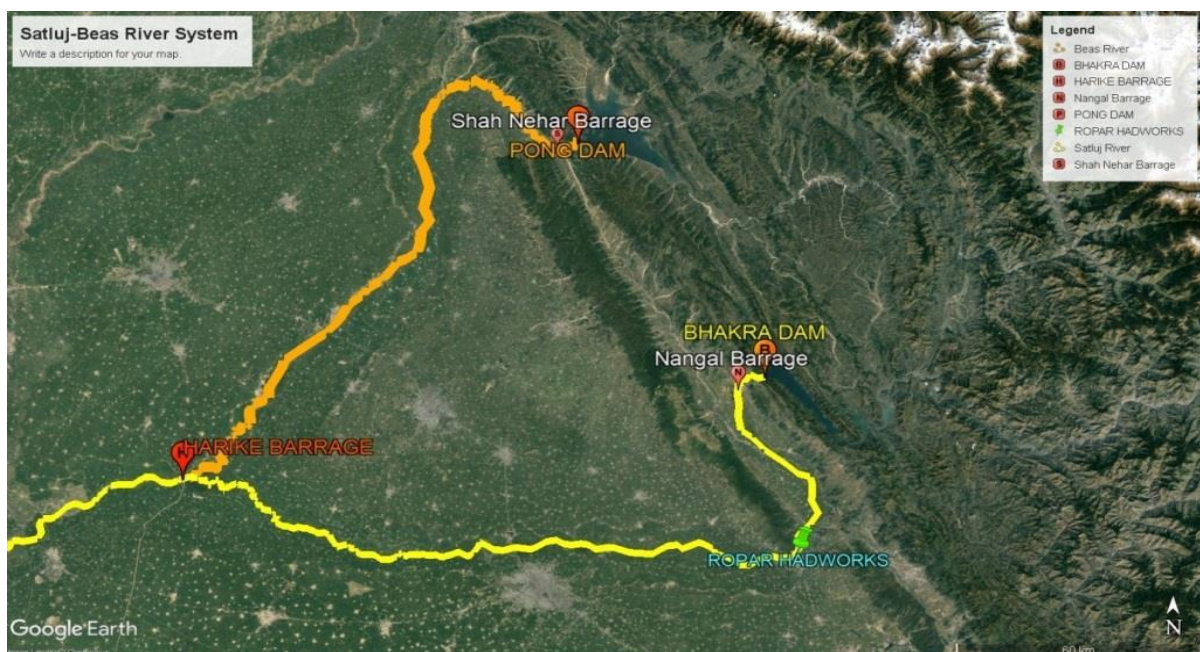 Satluj-Beas River System
Write a description for your map.
Legend
Beas River
B BHAKRA DAM
H HARIKE BARRAGE
N Nangal Barrage
P PONG DAM
ROPAR HADWORKS
Satluj River
S Shah Nehar Barrage
Shah Nehar Barrage
S
PONG DAM
BHAKRA DAM
B
Nangal Barrage
N
H
HARIKE BARRAGE
ROPAR HADWORKS
Google Earth
N
60 km